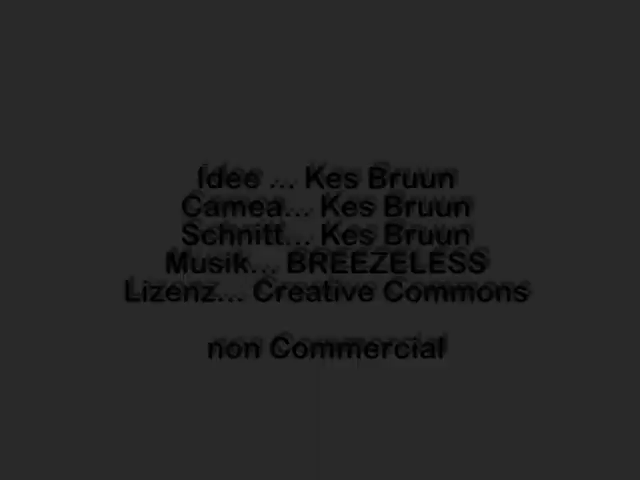 Idee ... Kes Bruun
Camea... Kes Bruun
Schnitt... Kes Bruun
Musik... BREEZELESS
Lizenz... Creative Commons
non Commercial